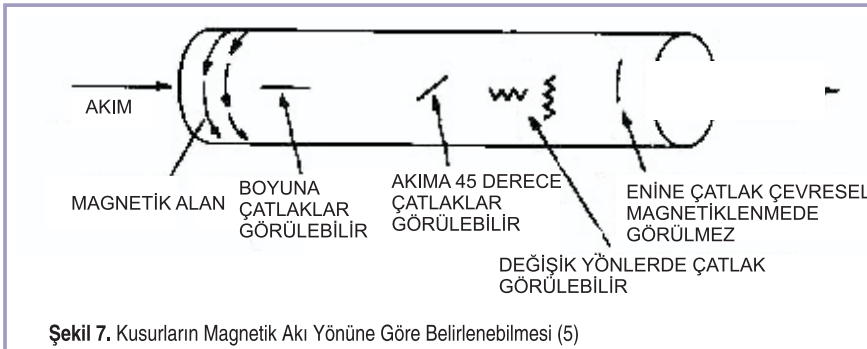 AKIM
MAGNETİK ALAN
BOYUNA
ÇATLAKLAR
GÖRÜLEBİLİR
AKIMA 45 DERECE
ÇATLAKLAR
GÖRÜLEBİLİR
DEĞİŞİK YÖNLERDE ÇATLAK
GÖRÜLEBİLİR
ENİNE ÇATLAK ÇEVRESEL
MAGNETİKLENMEDE
GÖRÜLMEZ
Şekil 7. Kusurların Magnetik Akı Yönüne Göre Belirlenebilmesi (5)